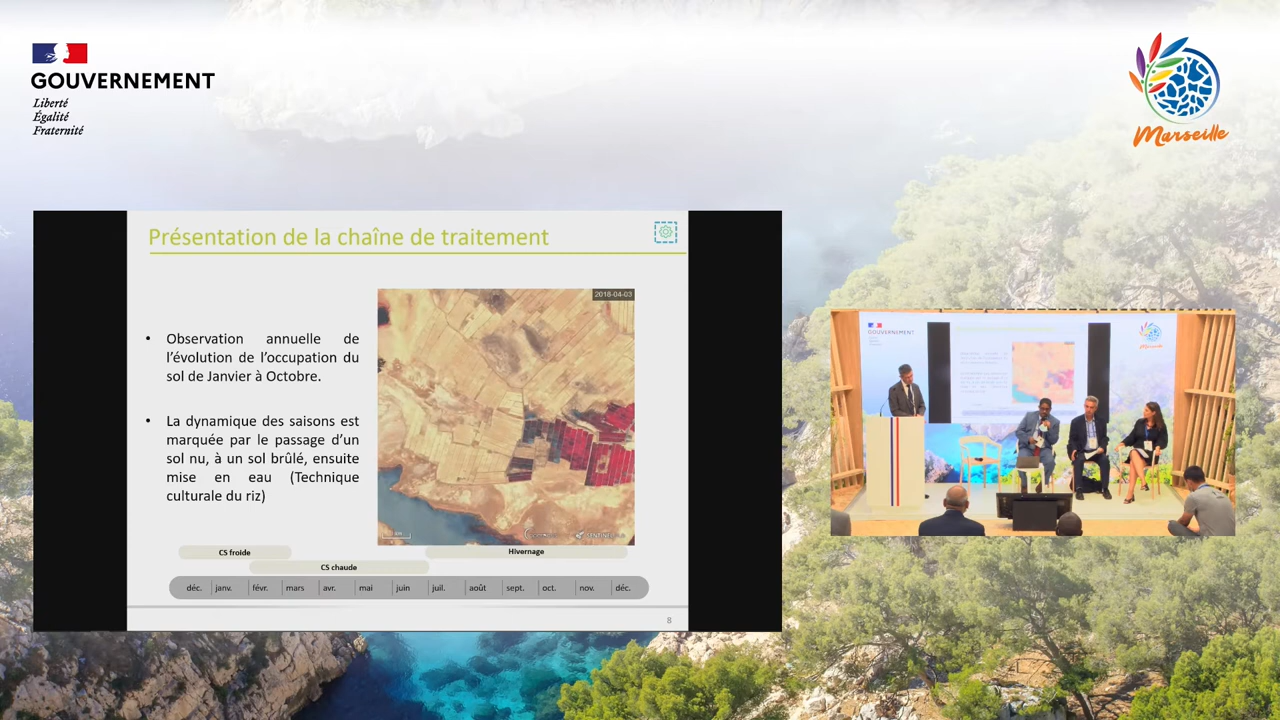 GOUVERNEMENT
Liberté
Égalité
Fraternité
Marseille
Présentation de la chaîne de traitement
2018-04-03
• Observation annuelle de
l'évolution de l'occupation du
sol de Janvier à Octobre.
• La dynamique des saisons est
marquée par le passage d'un
sol nu, à un sol brûlé, ensuite
mise en eau (Technique
culturale du riz)
CS froide
Hivernage
CS chaude
déc. janv. févr. mars avr. mai juin juil. août sept. oct. nov. déc.
8
GOUVERNEMENT